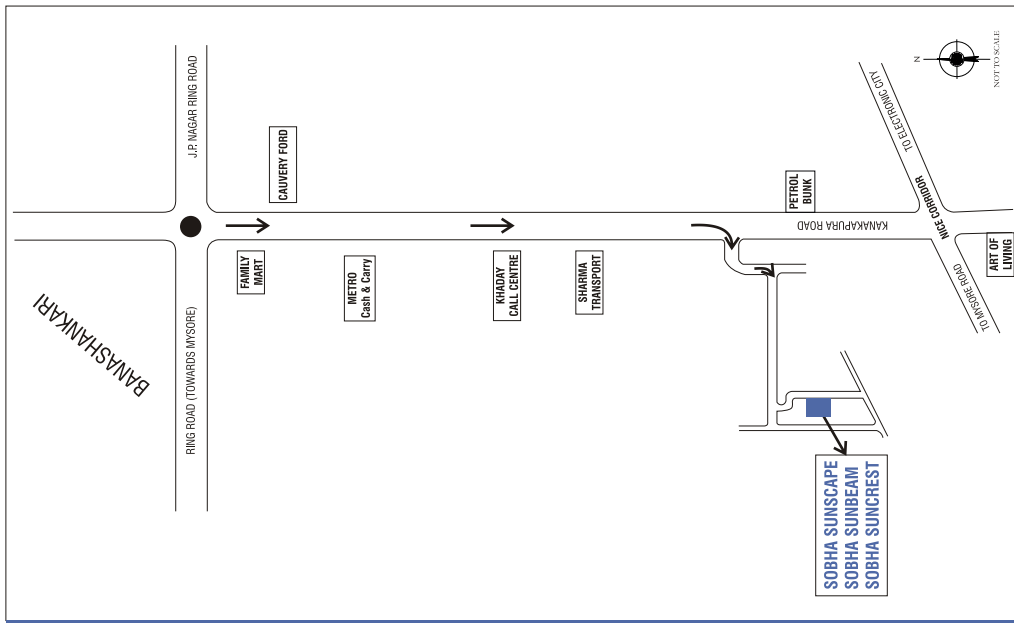 N
NOT TO SCALE
J.P. NAGAR RING ROAD
CAUVERY FORD
TO ELECTRONIC CITY
PETROL
BUNK
NICE CORRIDOR
KANAKAPURA ROAD
FAMILY
MART
METRO
Cash & Carry
KHADAY
CALL CENTRE
SHARMA
TRANSPORT
ART OF
LIVING
TO MYSORE ROAD
BANASHANKARI
RING ROAD (TOWARDS MYSORE)
SOBHA SUNSCAPE
SOBHA SUNBEAM
SOBHA SUNCREST